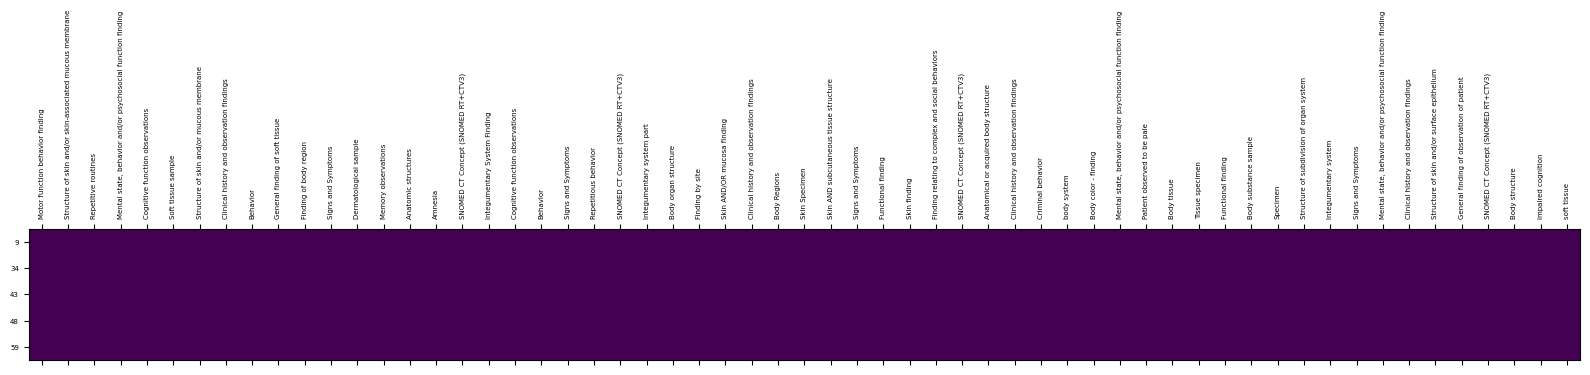 Motor function behavior finding
Structure of skin and/or skin-associated mucous membrane
Repetitive routines
Mental state, behavior and/or psychosocial function finding
Cognitive function observations
Soft tissue sample
Structure of skin and/or mucous membrane
Clinical history and observation findings
Behavior
General finding of soft tissue
Finding of body region
Signs and Symptoms
Dermatological sample
Memory observations
Anatomic structures
Amnesia
SNOMED CT Concept (SNOMED RT+CTV3)
Integumentary System Finding
Cognitive function observations
Behavior
Signs and Symptoms
Repetitious behavior
SNOMED CT Concept (SNOMED RT+CTV3)
Integumentary system part
Body organ structure
Finding by site
Skin AND/OR mucosa finding
Clinical history and observation findings
Body Regions
Skin Specimen
Skin AND subcutaneous tissue structure
Signs and Symptoms
Functional finding
Skin finding
Finding relating to complex and social behaviors
SNOMED CT Concept (SNOMED RT+CTV3)
Anatomical or acquired body structure
Clinical history and observation findings
Criminal behavior
body system
Body color - finding
Mental state, behavior and/or psychosocial function finding
Patient observed to be pale
Body tissue
Tissue specimen
Functional finding
Body substance sample
Specimen
Structure of subdivision of organ system
Integumentary system
Signs and Symptoms
Mental state, behavior and/or psychosocial function finding
Clinical history and observation findings
Structure of skin and/or surface epithelium
General finding of observation of patient
SNOMED CT Concept (SNOMED RT+CTV3)
Body structure
Impaired cognition
soft tissue
9
34
43
48
59